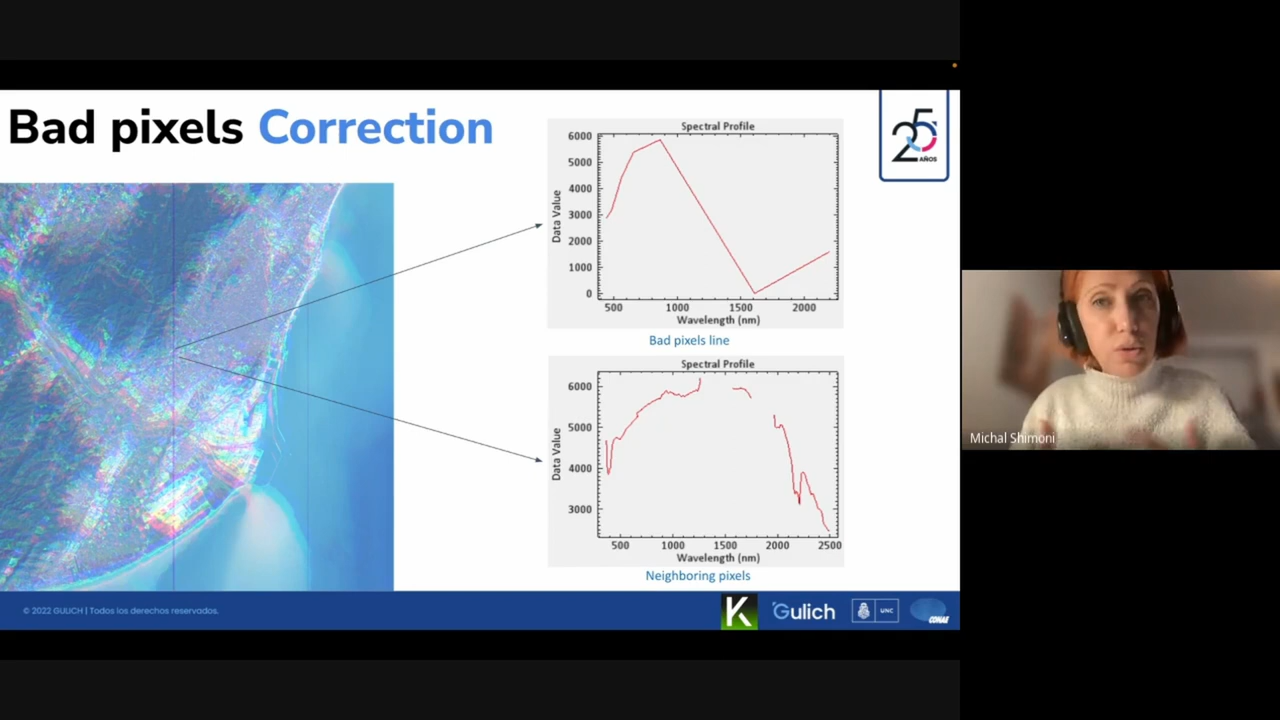 Bad pixels Correction
25
AÑOS
Spectral Profile
6000
5000
4000
3000
2000
1000
0
Data Value
500 1000 1500 2000
Wavelength (nm)
Bad pixels line
Spectral Profile
6000
5000
4000
3000
Data Value
500 1000 1500 2000 2500
Wavelength (nm)
Neighboring pixels
Michal Shimoni
© 2022 GULICH | Todos los derechos reservados.
K
Gulich
UNC
CONAE